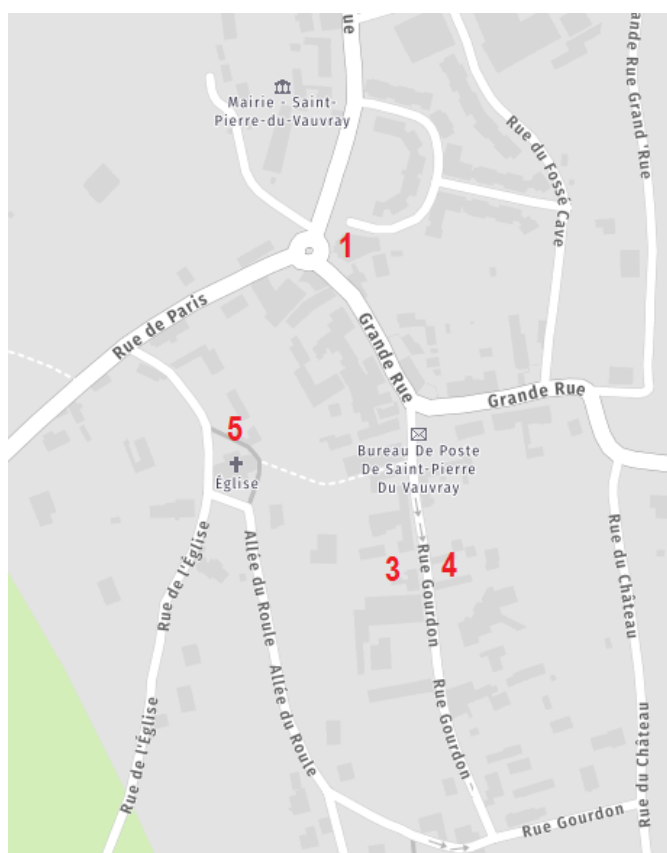 ue
ande Rue Grand 'Rue
Mairie - Saint-
Pierre-du-Vauvray
Rue du Fossé Cave
1
Rue de Paris
Grande Rue
Grande Rue
5
Bureau De Poste
De Saint-Pierre
Du Vauvray
Église
3
4
Rue Gourdon
Rue de l'Église
Allée du Roule
Rue du Château
Allée du Roule
Rue Gourdon
Rue de l'Église
Rue du Château
Rue Gourdon